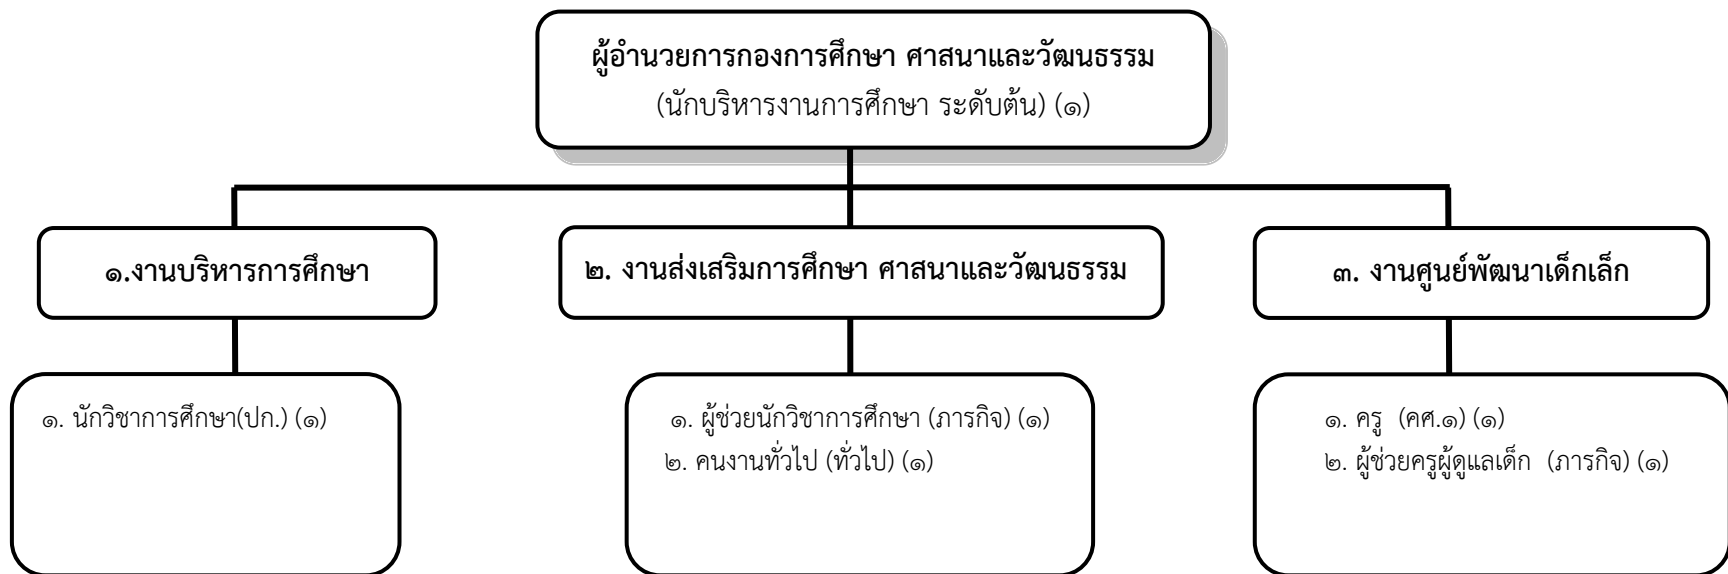 ผู้อำนวยการกองการศึกษา ศาสนาและวัฒนธรรม
(นักบริหารงานการศึกษา ระดับต้น) (๑)
๑.งานบริหารการศึกษา
๒. งานส่งเสริมการศึกษา ศาสนาและวัฒนธรรม
๓. งานศูนย์พัฒนาเด็กเล็ก
๑. นักวิชาการศึกษา(ปก.) (๑)
๑. ผู้ช่วยนักวิชาการศึกษา (ภารกิจ) (๑)
๒. คนงานทั่วไป (ทั่วไป) (๑)
๑. ครู (คศ.๑) (๑)
๒. ผู้ช่วยครูผู้ดูแลเด็ก (ภารกิจ) (๑)